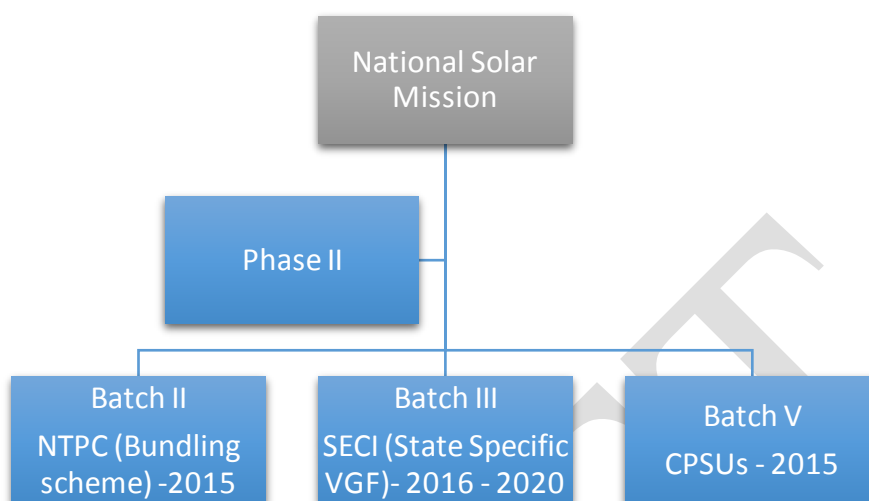 National Solar
Mission
Phase II
Batch II
NTPC (Bundling
scheme) -2015
Batch III
SECI (State Specific
VGF)- 2016 - 2020
Batch V
CPSUs - 2015